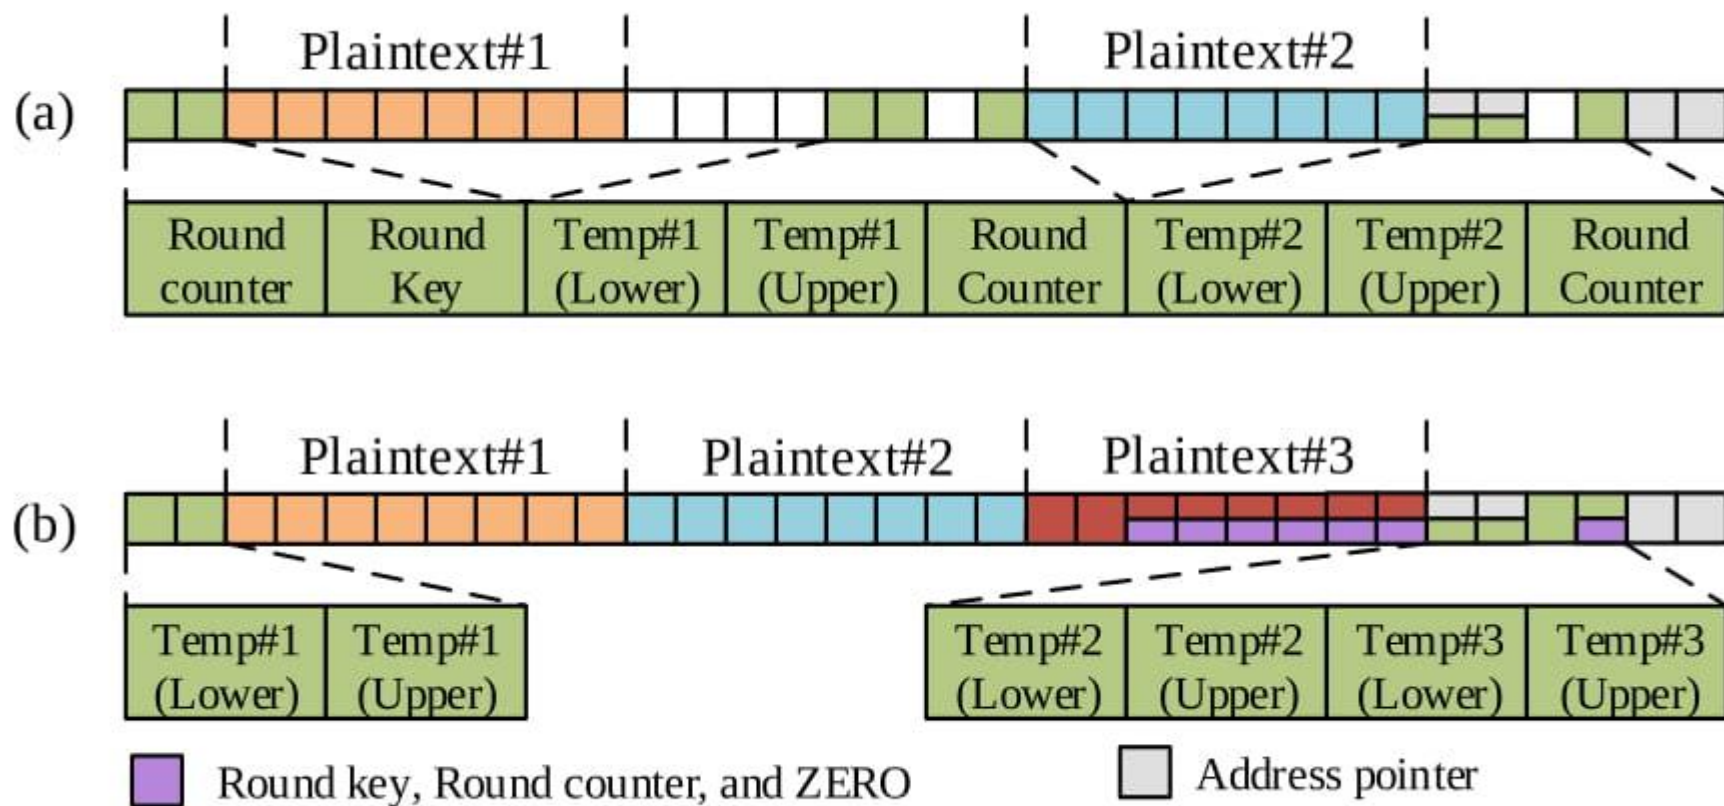 Plaintext#1 Plaintext#2
(a)
Round Round Temp#1 Temp#1 Round Temp#2 Temp#2 Round
counter Key (Lower) (Upper) Counter (Lower) (Upper) Counter
Plaintext#1 Plaintext#2 Plaintext#3
(b)
Temp#1 Temp#1 Temp#2 Temp#2 Temp#3 Temp#3
(Lower) (Upper) (Lower) (Upper) (Lower) (Upper)
Round key, Round counter, and ZERO Address pointer